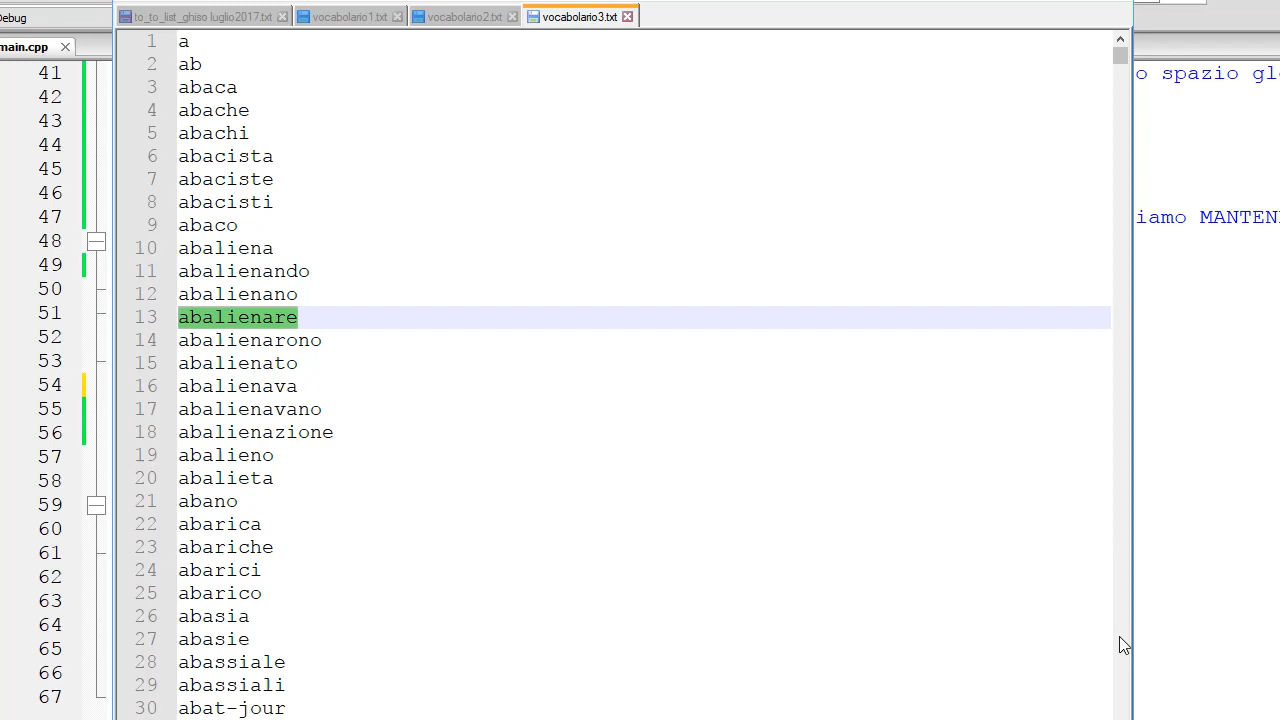 Debug
to_to_list_ghiso luglio2017.txt vocabolario1.txt vocabolario2.txt vocabolario3.txt
main.cpp
41
42
43
44
45
46
47
48
49
50
51
52
53
54
55
56
57
58
59
60
61
62
63
64
65
66
67
1 a
2 ab
3 abaca
4 abache
5 abachi
6 abacista
7 abaciste
8 abacisti
9 abaco
10 abaliena
11 abalienando
12 abalienano
13 abalienare
14 abalienarono
15 abalienato
16 abalienava
17 abalienavano
18 abalienazione
19 abalieno
20 abalieta
21 abano
22 abarica
23 abariche
24 abarici
25 abarico
26 abasia
27 abasie
28 abassiale
29 abassiali
30 abat-jour
o spazio gl
iamo MANTEN